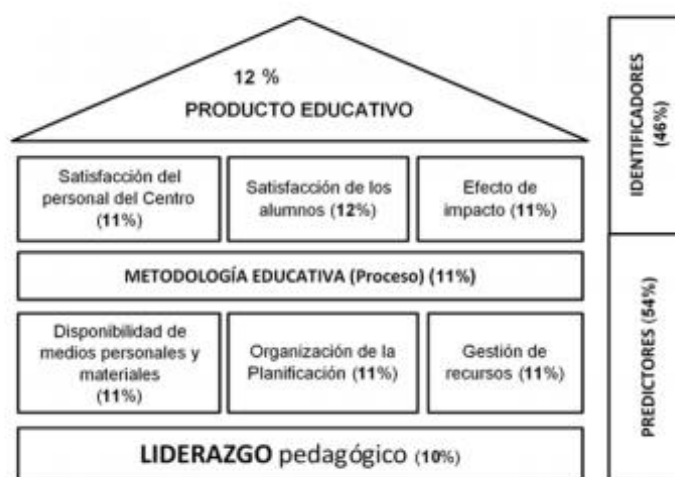 12 %
PRODUCTO EDUCATIVO
Satisfacción del
personal del Centro
(11%)
Satisfacción de los
alumnos (12%)
Efecto de
impacto (11%)
METODOLOGÍA EDUCATIVA (Proceso) (11%)
Disponibilidad de
medios personales y
materiales
(11%)
Organización de la
Planificación (11%)
Gestión de
recursos (11%)
LIDERAZGO pedagógico (10%)
IDENTIFICADORES
(46%)
PREDICTORES (54%)